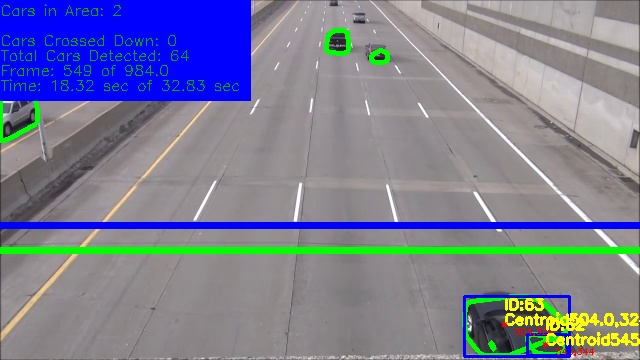 Cars in Area: 2
Cars Crossed Down: 0
Total Cars Detected: 64
Frame: 549 of 984.0
Time: 18.32 sec of 32.83 sec
ID:63
Centroid504.0,32
ID:62
Centroid545